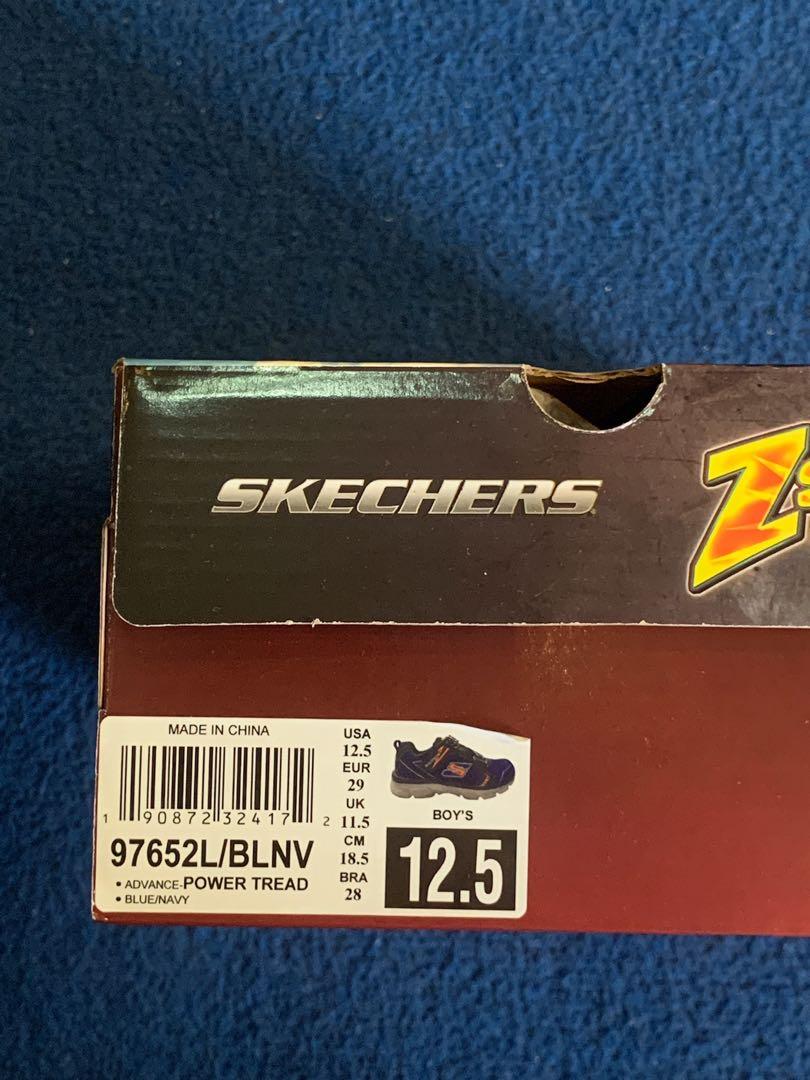 SKECHERS
MADE IN CHINA
1 90872 32417 2
97652L/BLNV
• ADVANCE-POWER TREAD
• BLUE/NAVY
USA
12.5
EUR
29
UK
11.5
CM
18.5
BRA
28
BOY'S
12.5